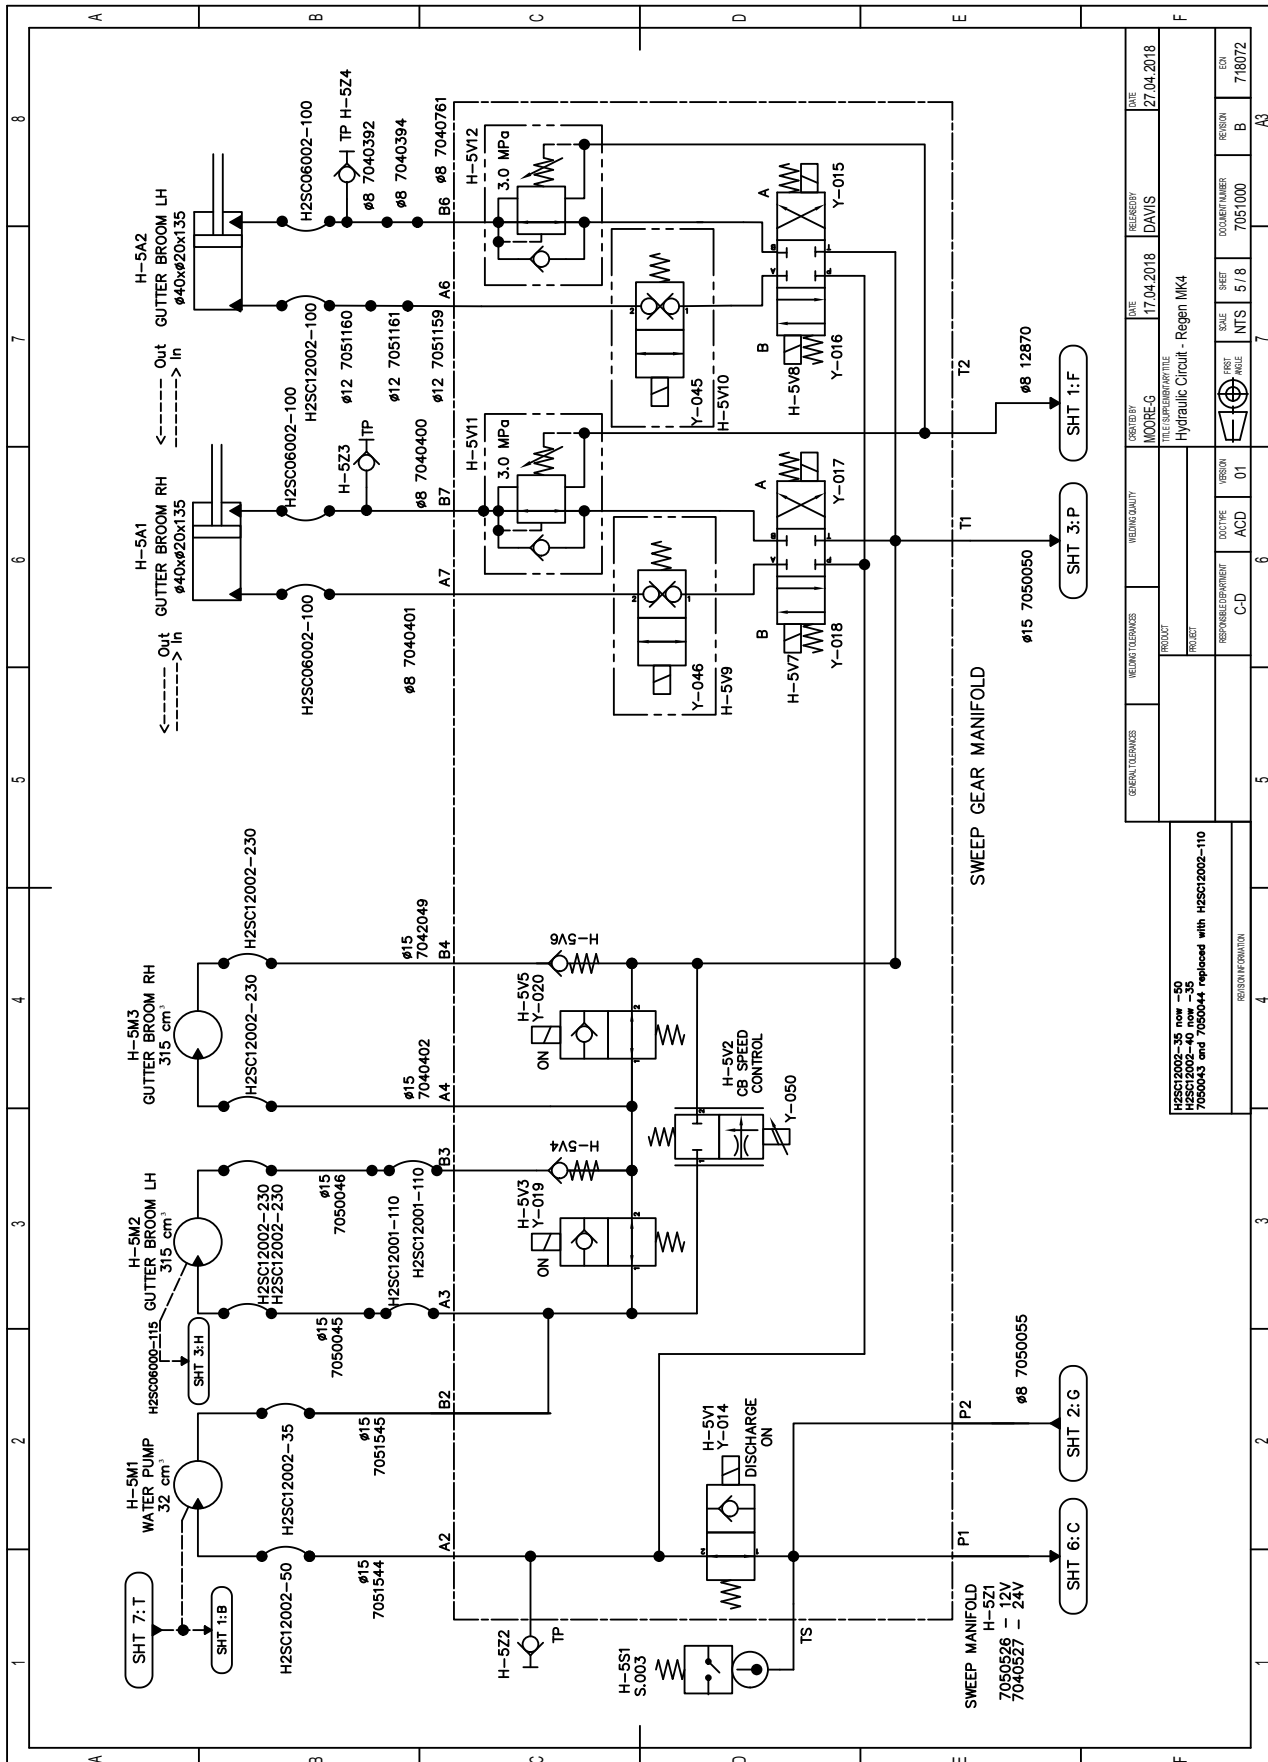 1
2
3
4
5
6
7
8
A
B
C
D
E
F
SHT 7:T
SHT 1:B
H-5M1
WATER PUMP
32 cm³
H2SC12002-50
H2SC12002-35
ø15
7051544
A2
ø15
7051545
B2
H2SC06000-115
SHT 3:H
H-5M2
GUTTER BROOM LH
315 cm³
H2SC12002-230
H2SC12002-230
ø15
7050045
ø15
7050046
H2SC12001-110
H2SC12001-110
A3
B3
H-5M3
GUTTER BROOM RH
315 cm³
H2SC12002-230
H2SC12002-230
ø15
7040402
A4
ø15
7042049
B4
<------ Out
------> In
H-5A1
GUTTER BROOM RH
ø40xø20x135
H2SC06002-100
H2SC06002-100
H-5Z3
TP
ø8 7040401
ø8 7040400
A7
B7
<------ Out
------> In
H-5A2
GUTTER BROOM LH
ø40xø20x135
H2SC12002-100
H2SC06002-100
TP H-5Z4
ø12 7051160
ø12 7051161
ø12 7051159
ø8 7040392
ø8 7040394
ø8 7040761
A6
B6
H-5Z2
TP
H-5V3
Y-019
ON
H-5V4
H-5V5
Y-020
ON
H-5V6
H-5V11
3.0 MPa
H-5V12
3.0 MPa
H-5S1
S.003
TS
H-5V1
Y-014
DISCHARGE
ON
H-5V2
CB SPEED
CONTROL
Y-050
Y-046
H-5V9
Y-045
H-5V10
B
A
H-5V7
Y-018
Y-017
B
A
H-5V8
Y-016
Y-015
SWEEP MANIFOLD
H-5Z1
7050526 - 12V
7040527 - 24V
P1
P2
ø8 7050055
SWEEP GEAR MANIFOLD
T1
T2
ø15 7050050
ø8 12870
SHT 6:C
SHT 2:G
SHT 3:P
SHT 1:F
H2SC12002-35 now -50
H2SC12002-40 now -35
7050043 and 7050044 replaced with H2SC12002-110
REVISION INFORMATION
GENERAL TOLERANCES
WELDING TOLERANCES
WELDING QUALITY
CREATED BY
MOORE-G
DATE
17.04.2018
RELEASED BY
DAVIS
DATE
27.04.2018
PRODUCT
PROJECT
TITLE/SUPPLEMENTARY TITLE
Hydraulic Circuit - Regen MK4
RESPONSIBLE DEPARTMENT
C-D
DOC TYPE
ACD
VERSION
01
FIRST
ANGLE
SCALE
NTS
SHEET
5 / 8
DOCUMENT NUMBER
7051000
REVISION
B
ECN
718072
A3